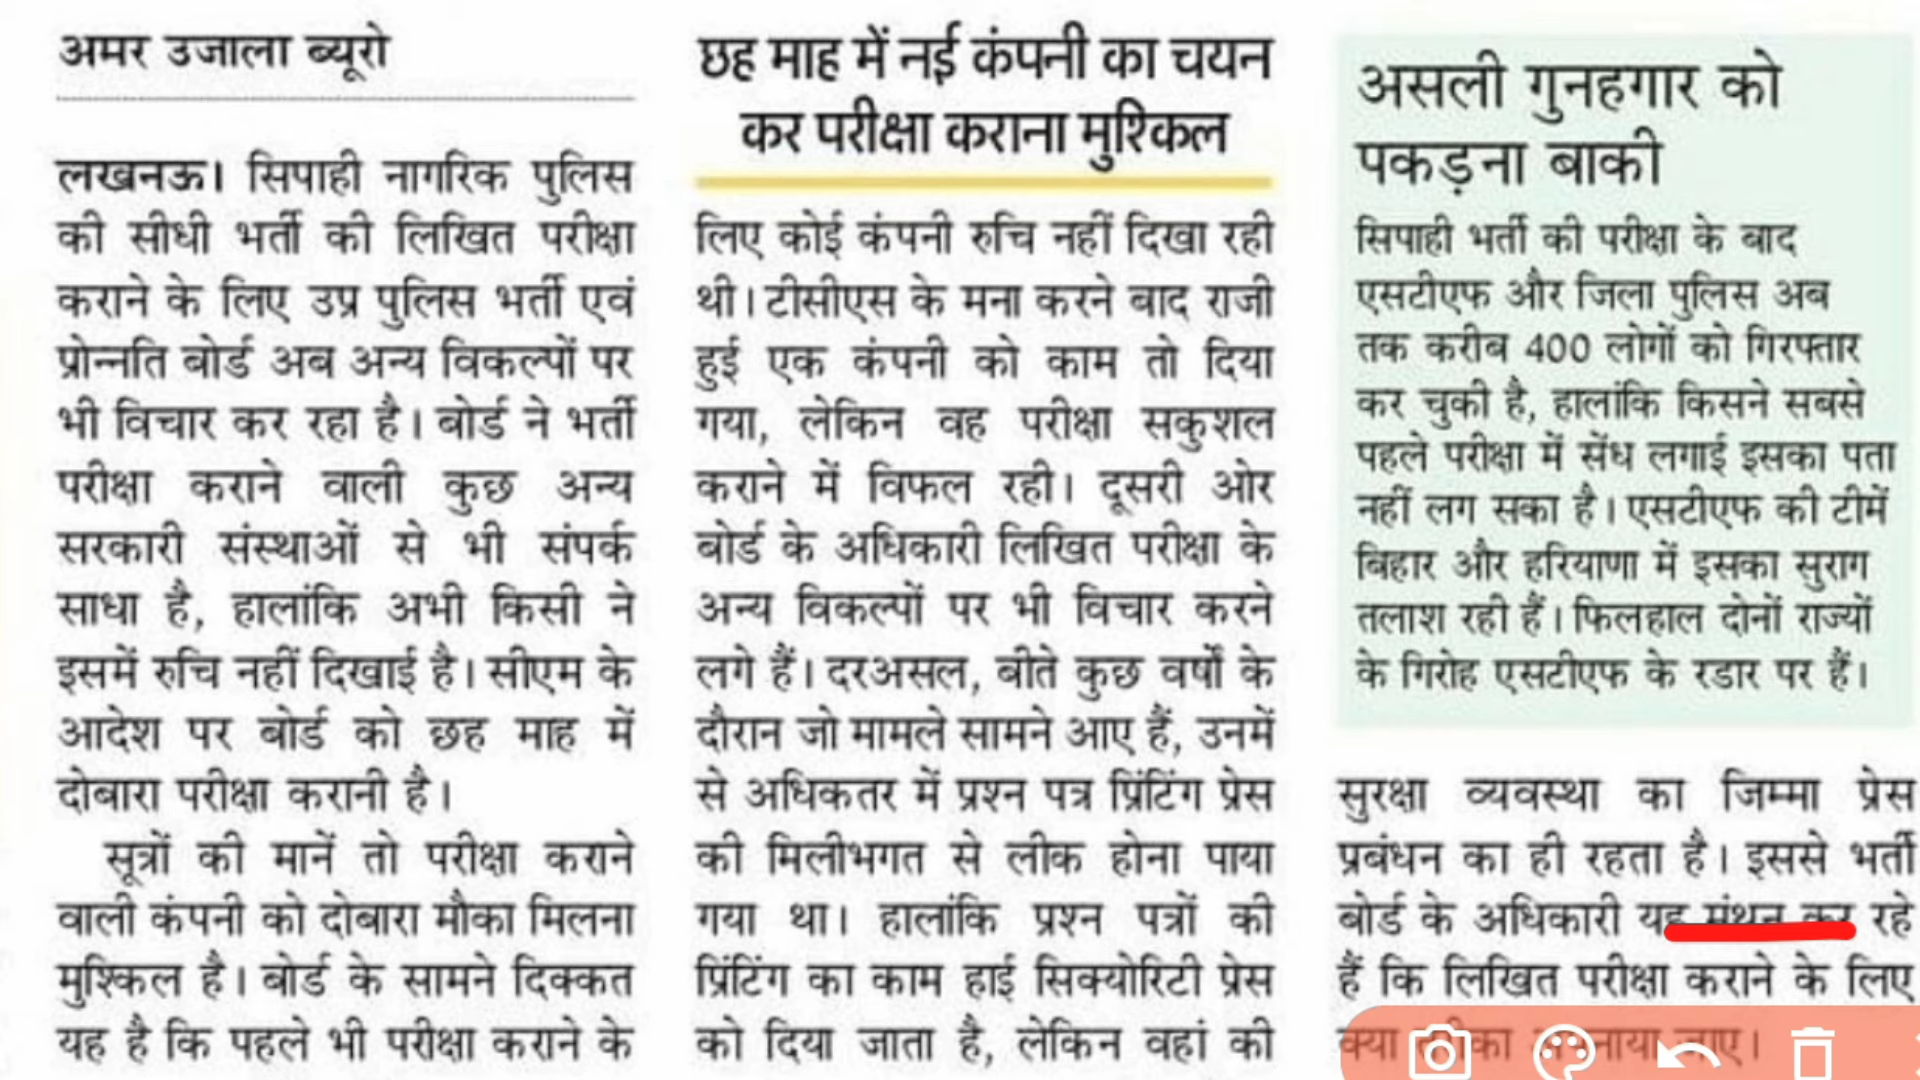 अमर उजाला ब्यूरो
लखनऊ। सिपाही नागरिक पुलिस
की सीधी भर्ती की लिखित परीक्षा
कराने के लिए उप्र पुलिस भर्ती एवं
प्रोन्नति बोर्ड अब अन्य विकल्पों पर
भी विचार कर रहा है। बोर्ड ने भर्ती
परीक्षा कराने वाली कुछ अन्य
सरकारी संस्थाओं से भी संपर्क
साधा है, हालांकि अभी किसी ने
इसमें रुचि नहीं दिखाई है। सीएम के
आदेश पर बोर्ड को छह माह में
दोबारा परीक्षा करानी है।
सूत्रों की मानें तो परीक्षा कराने
वाली कंपनी को दोबारा मौका मिलना
मुश्किल है। बोर्ड के सामने दिक्कत
यह है कि पहले भी परीक्षा कराने के
छह माह में नई कंपनी का चयन
कर परीक्षा कराना मुश्किल
लिए कोई कंपनी रुचि नहीं दिखा रही
थी। टीसीएस के मना करने बाद राजी
हुई एक कंपनी को काम तो दिया
गया, लेकिन वह परीक्षा सकुशल
कराने में विफल रही। दूसरी ओर
बोर्ड के अधिकारी लिखित परीक्षा के
अन्य विकल्पों पर भी विचार करने
लगे हैं। दरअसल, बीते कुछ वर्षों के
दौरान जो मामले सामने आए हैं, उनमें
से अधिकतर में प्रश्न पत्र प्रिंटिंग प्रेस
की मिलीभगत से लीक होना पाया
गया था। हालांकि प्रश्न पत्रों की
प्रिंटिंग का काम हाई सिक्योरिटी प्रेस
को दिया जाता है, लेकिन वहां की
असली गुनहगार को
पकड़ना बाकी
सिपाही भर्ती की परीक्षा के बाद
एसटीएफ और जिला पुलिस अब
तक करीब 400 लोगों को गिरफ्तार
कर चुकी है, हालांकि किसने सबसे
पहले परीक्षा में सेंध लगाई इसका पता
नहीं लग सका है। एसटीएफ की टीमें
बिहार और हरियाणा में इसका सुराग
तलाश रही हैं। फिलहाल दोनों राज्यों
के गिरोह एसटीएफ के रडार पर हैं।
सुरक्षा व्यवस्था का जिम्मा प्रेस
प्रबंधन का ही रहता है। इससे भर्ती
बोर्ड के अधिकारी यह मंथन कर रहे
हैं कि लिखित परीक्षा कराने के लिए
क्या